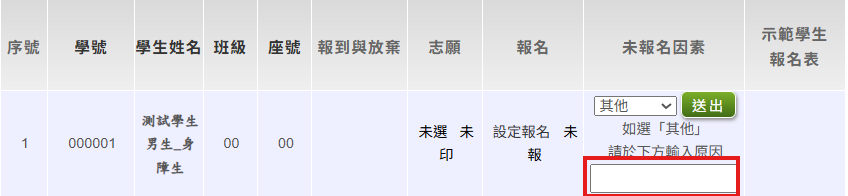 序號 學號 學生姓名 班級 座號 報到與放棄 志願 報名 未報名因素 示範學生
報名表
1 000001 測試學生
男生_身
障生 00 00 未選 未
印 設定報名 未
報 其他 送出
如選「其他」
請於下方輸入原因